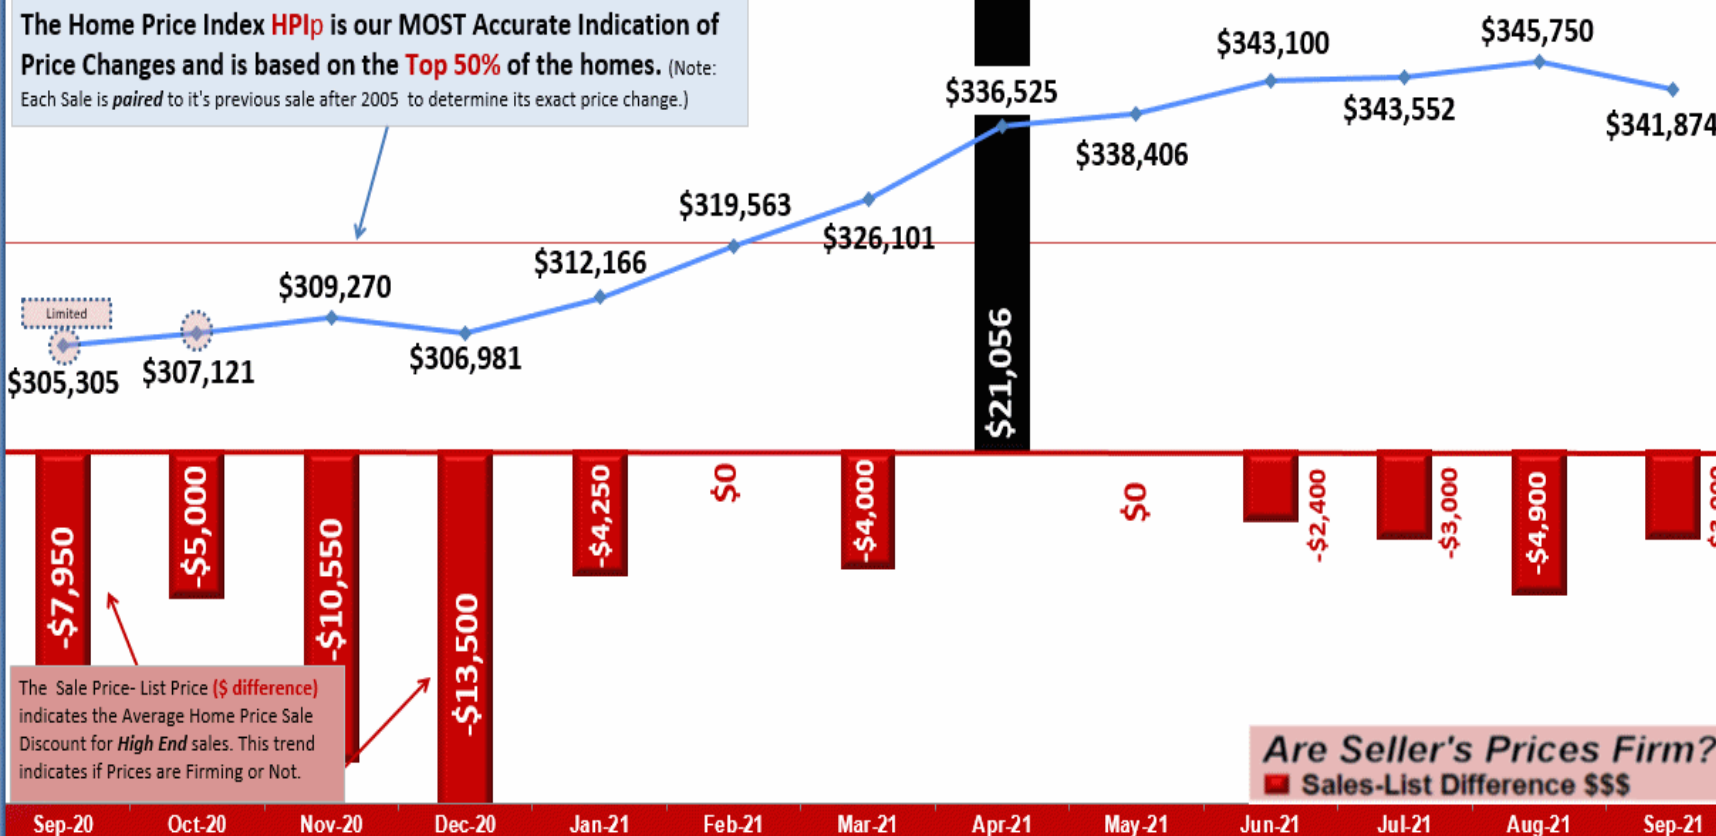 The Home Price Index HPIp is our MOST Accurate Indication of
Price Changes and is based on the Top 50% of the homes. (Note:
Each Sale is paired to it's previous sale after 2005 to determine its exact price change.)
$345,750
$343,100
$336,525
$343,552
$341,874
$338,406
$319,563
$326,101
$312,166
$309,270
Limited
$306,981
$307,121
$305,305
$21,056
-$7,950
-$5,000
-$10,550
-$13,500
-$4,250
$0
-$4,000
$0
-$2,400
-$3,000
-$4,900
The Sale Price- List Price ($ difference)
indicates the Average Home Price Sale
Discount for High End sales. This trend
indicates if Prices are Firming or Not.
Are Seller's Prices Firm?
Sales-List Difference $$$
Sep-20 Oct-20 Nov-20 Dec-20 Jan-21 Feb-21 Mar-21 Apr-21 May-21 Jun-21 Jul-21 Aug-21 Sep-21